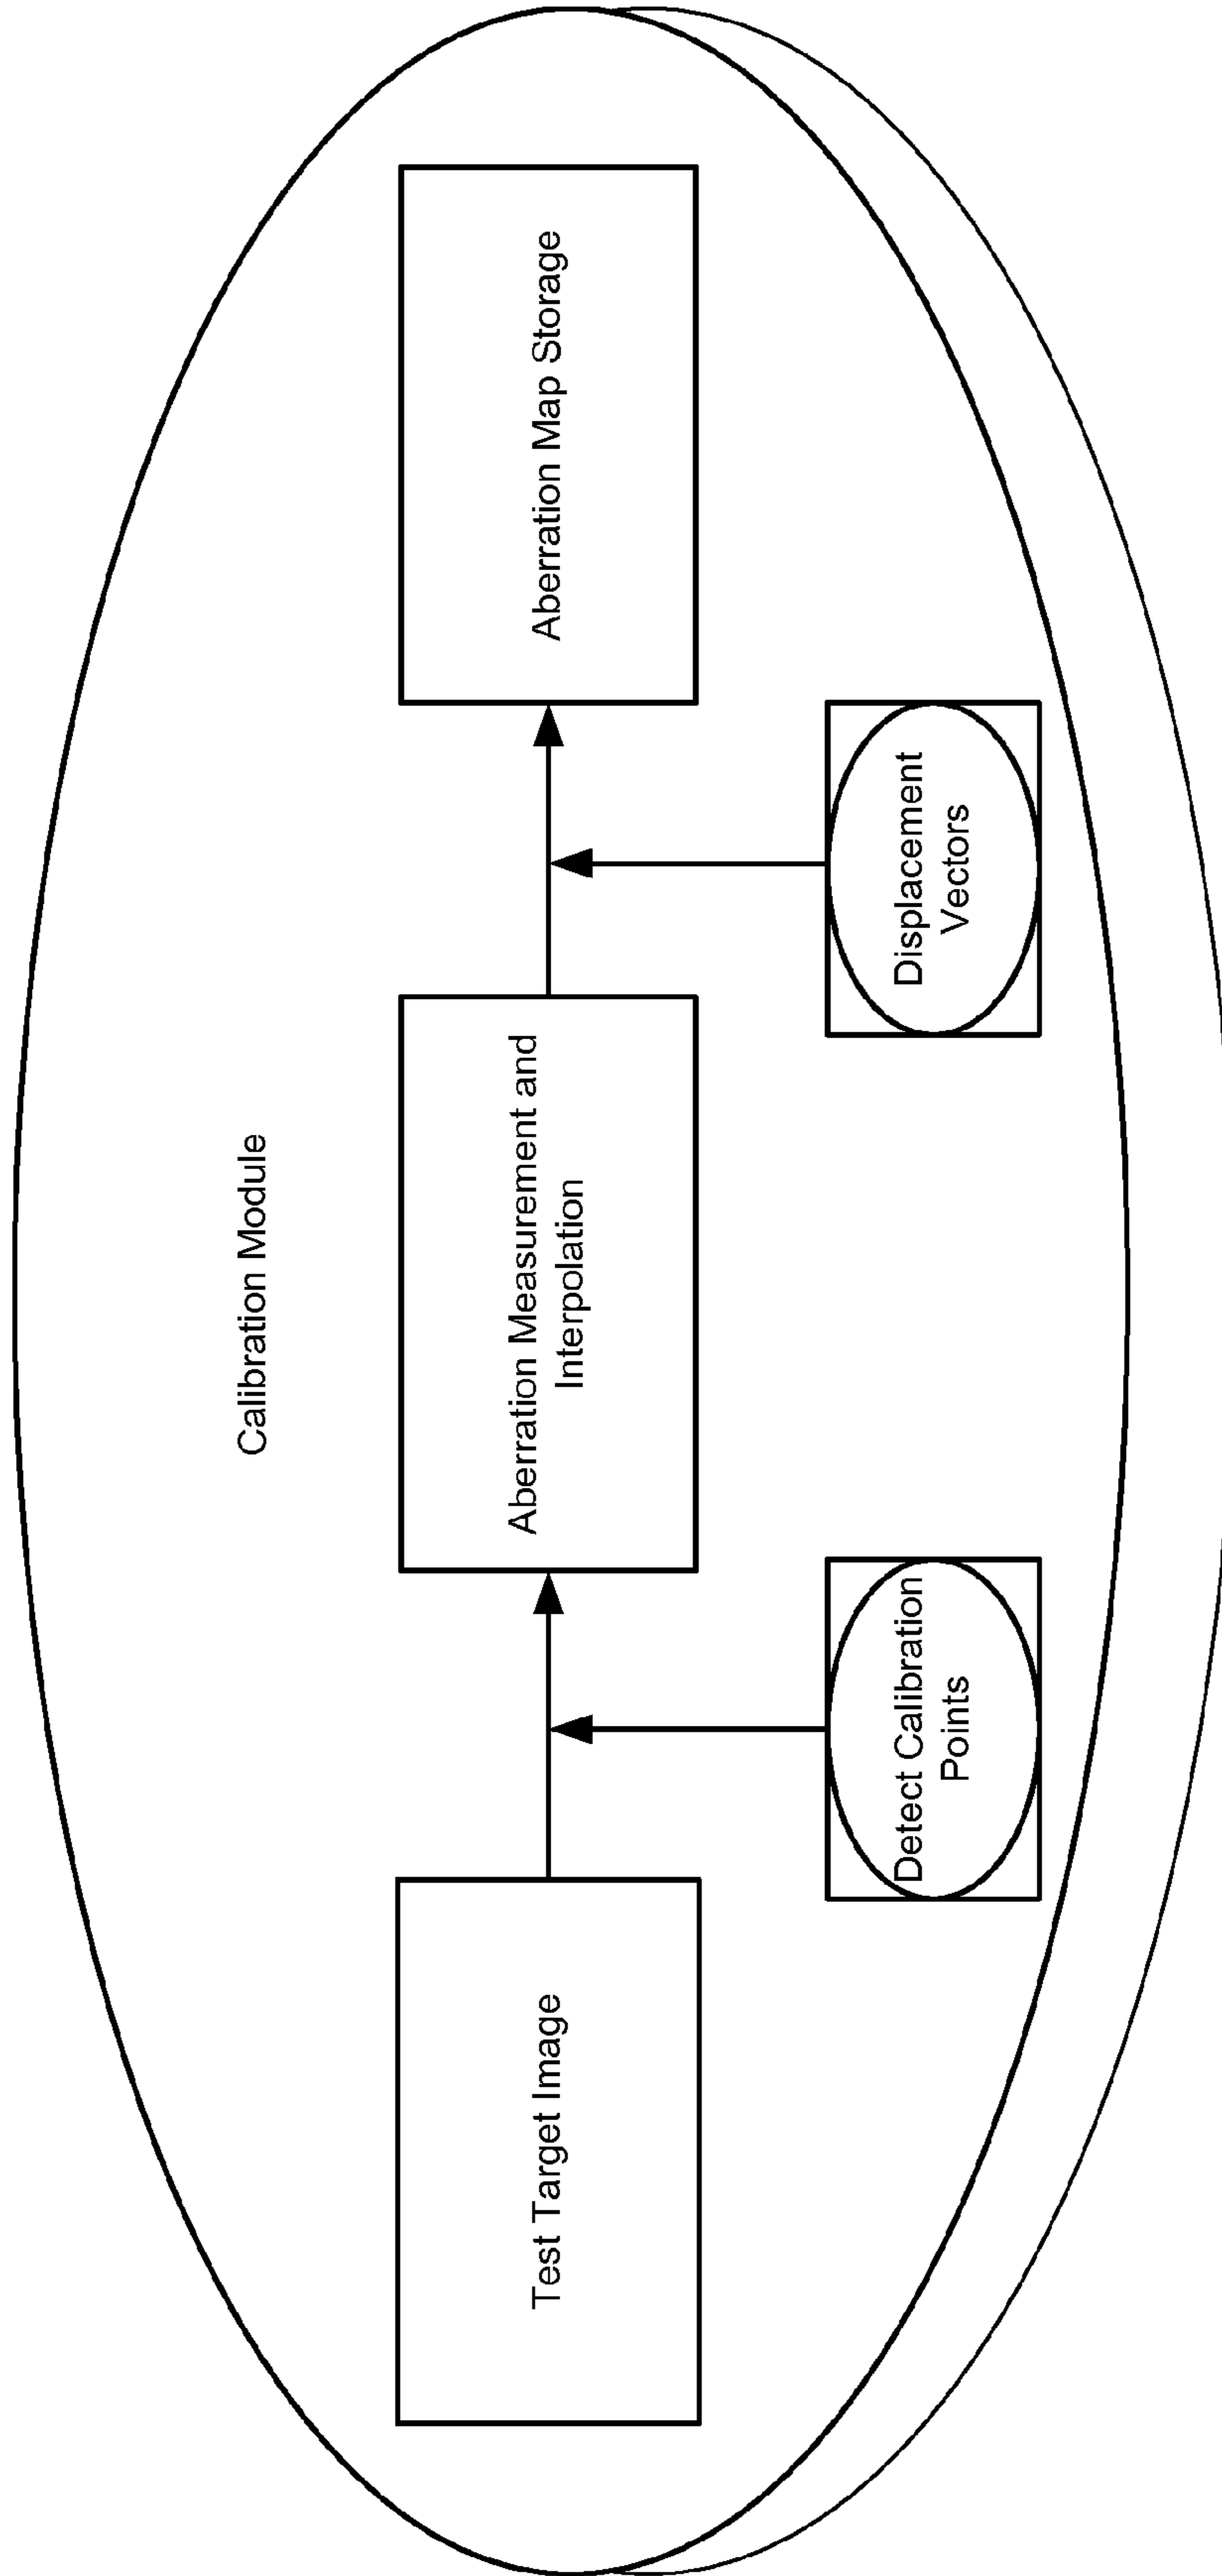 Calibration Module
Test Target Image
Aberration Measurement and
Interpolation
Aberration Map Storage
Detect Calibration
Points
Displacement
Vectors